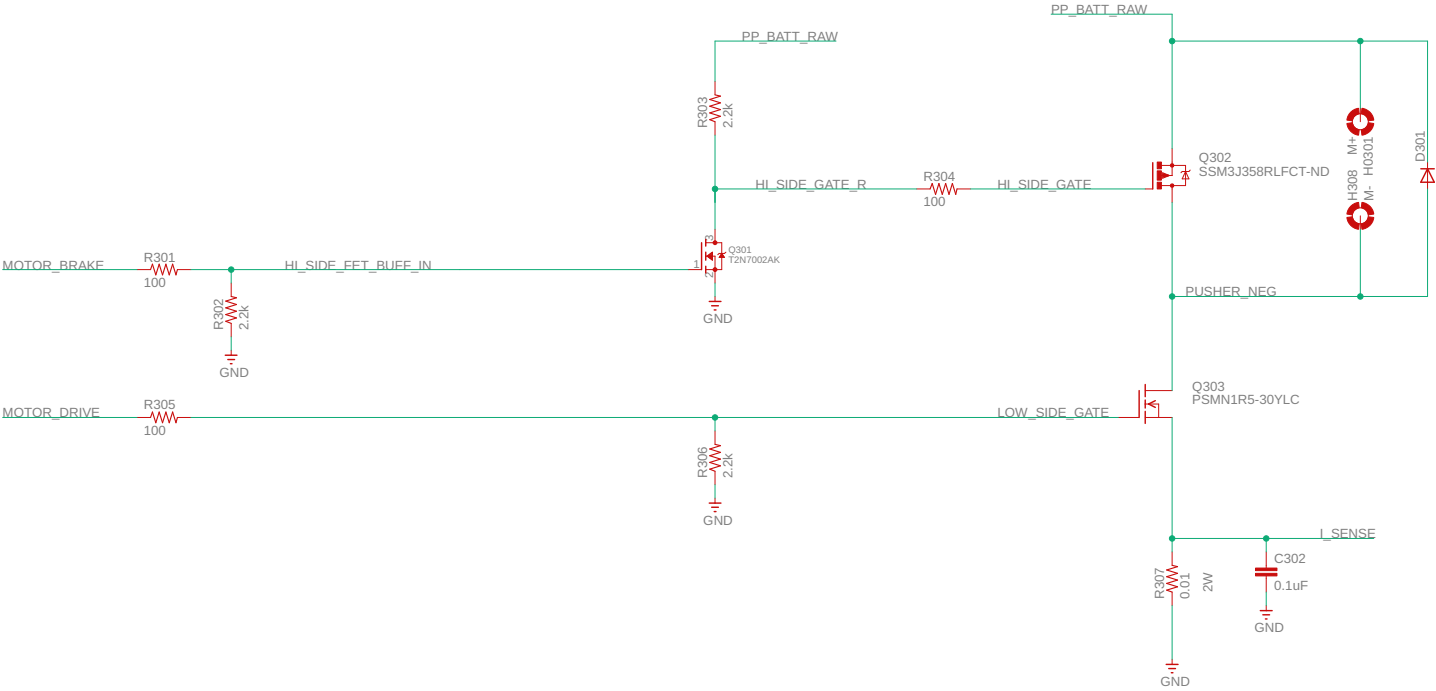 PP_BATT_RAW
PP_BATT_RAW
R303
2.2k
M+
H0301
D301
Q302
SSM3J358RLFCT-ND
H308
M-
HI_SIDE_GATE_R
R304
100
HI_SIDE_GATE
3
Q301
T2N7002AK
1
2
GND
MOTOR_BRAKE
R301
100
HI_SIDE_FET_BUFF_IN
R302
2.2k
GND
PUSHER_NEG
Q303
PSMN1R5-30YLC
MOTOR_DRIVE
R305
100
LOW_SIDE_GATE
R306
2.2k
GND
I_SENSE
R307
0.01
2W
C302
0.1uF
GND
GND